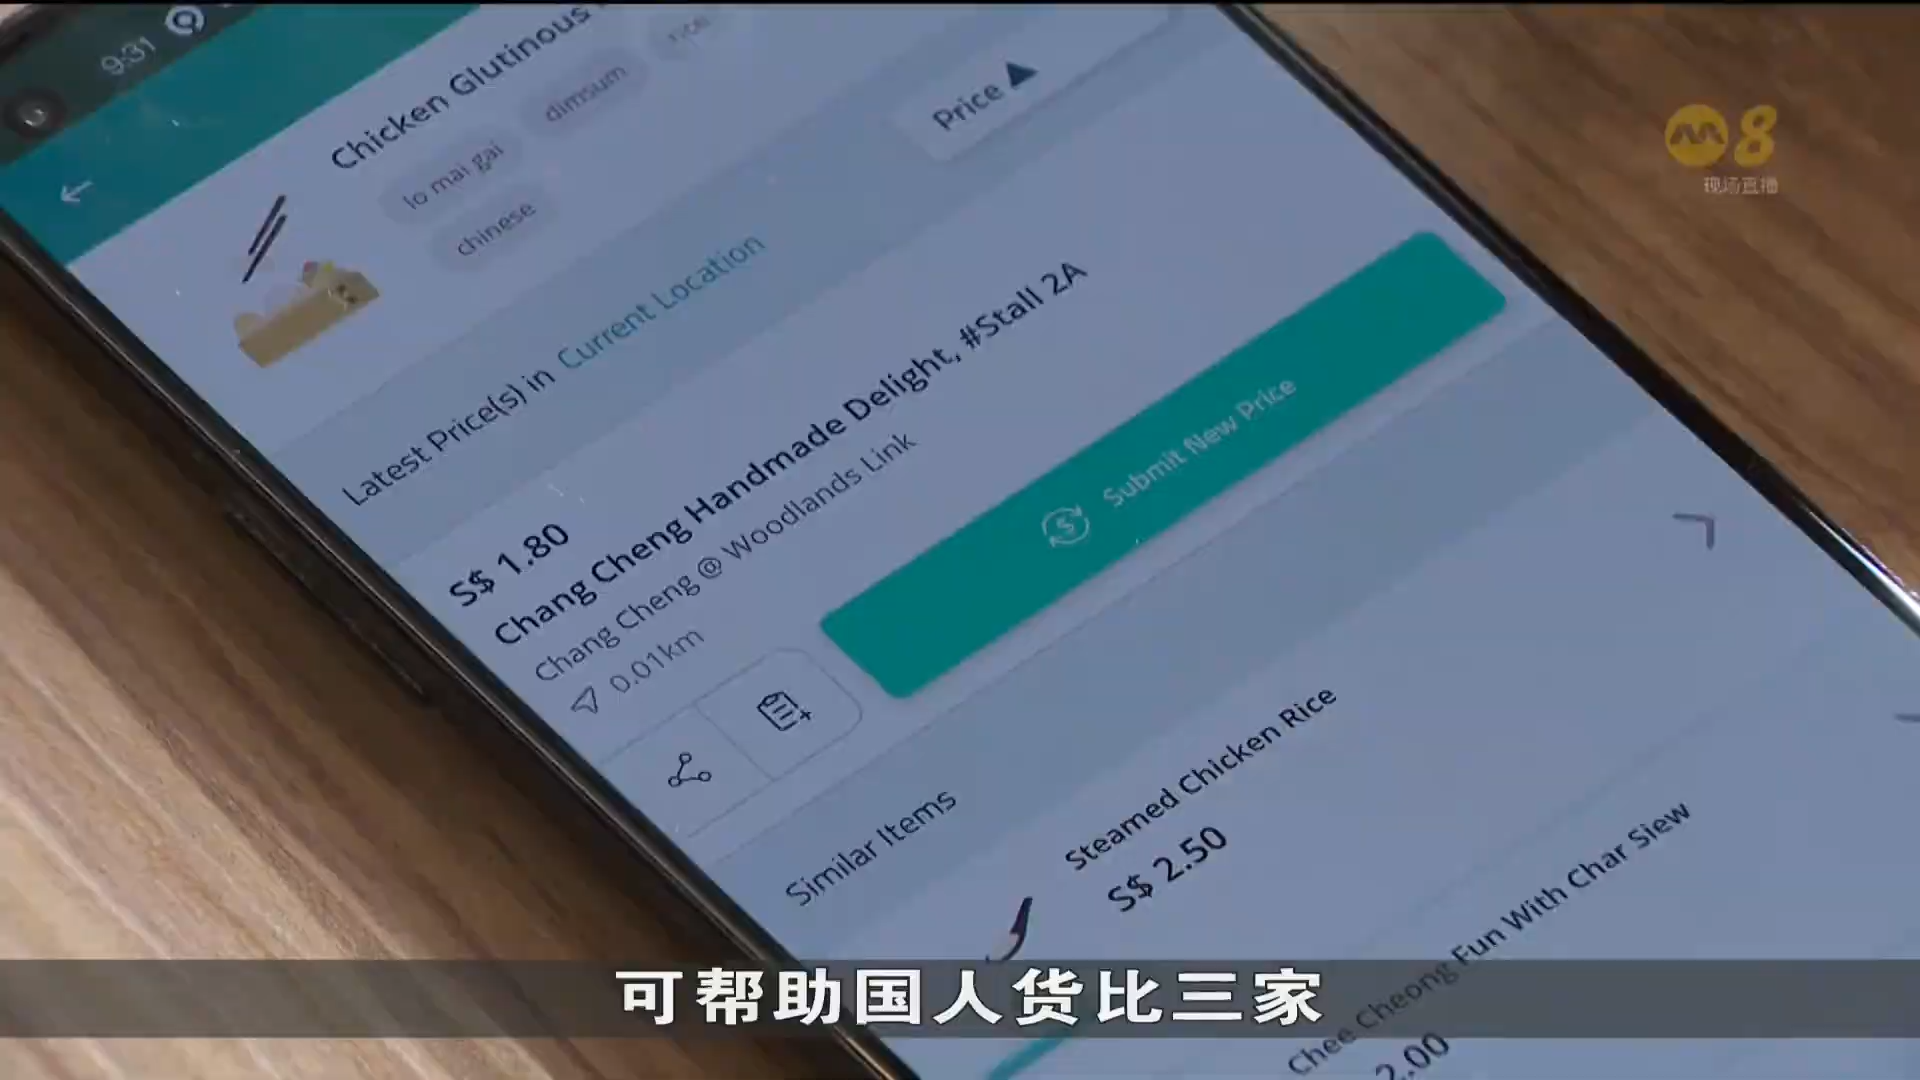 9:31
Chicken Glutinous
lo mai gai
dimsum
rice
chinese
Price ▲
8
现场直播
Latest Price(s) in Current Location
S$ 1.80
Chang Cheng Handmade Delight, #Stall 2A
Chang Cheng @ Woodlands Link
0.01km
Submit New Price
Similar Items
Steamed Chicken Rice
S$ 2.50
Chee Cheong Fun With Char Siew
2.00
可帮助国人货比三家